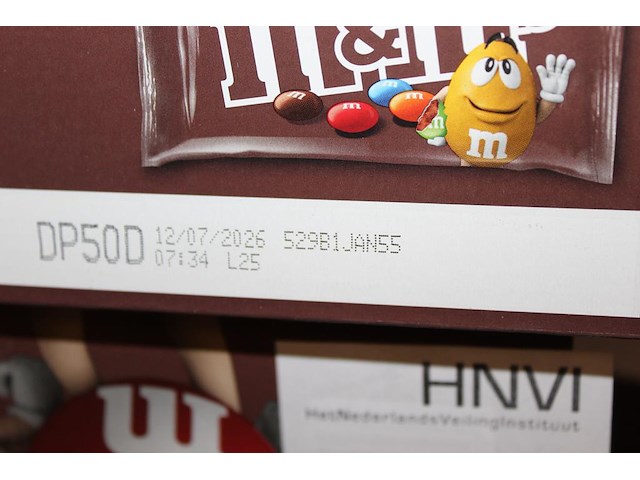 m&m's
m
m
m
m
DP50D 12/07/2026 529B1JAN55
07:34 L25
HNVI
HetNederlandsVeilingInstituut
m